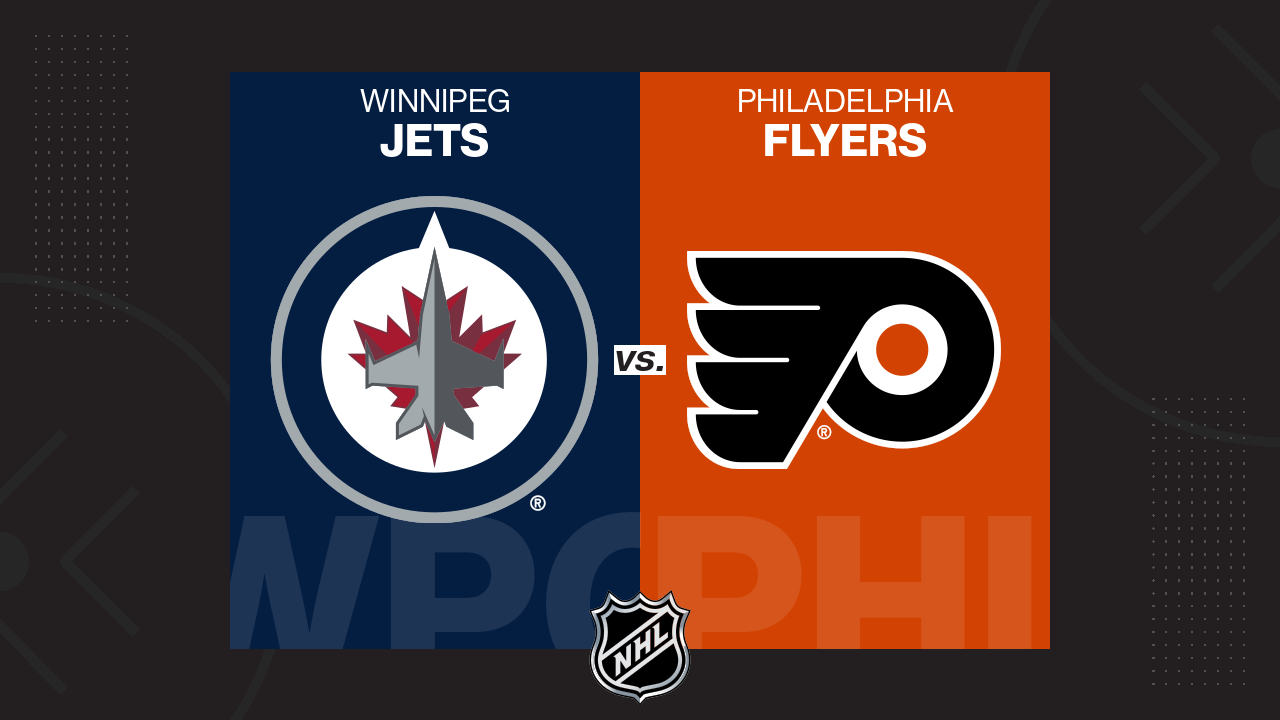 WINNIPEG
JETS
PHILADELPHIA
FLYERS
vs.
®
®
WPG
PHI
NHL